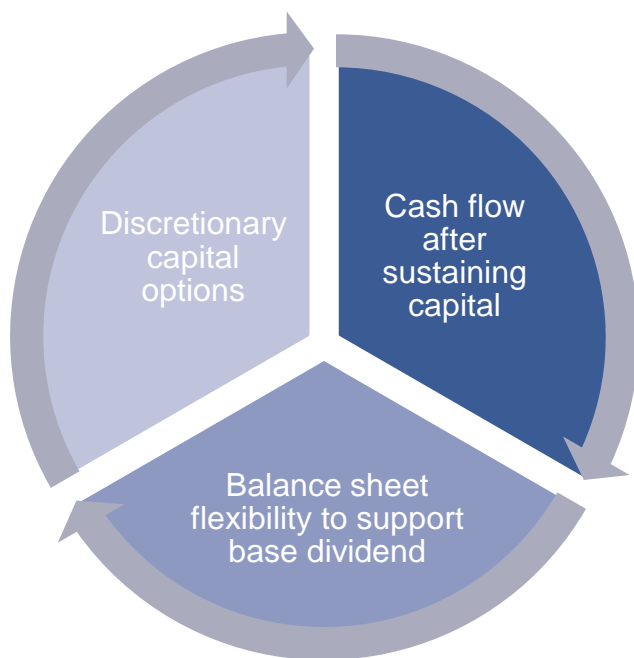 Cash flow
after
sustaining
capital
Balance sheet
flexibility to support
base dividend
Discretionary
capital
options